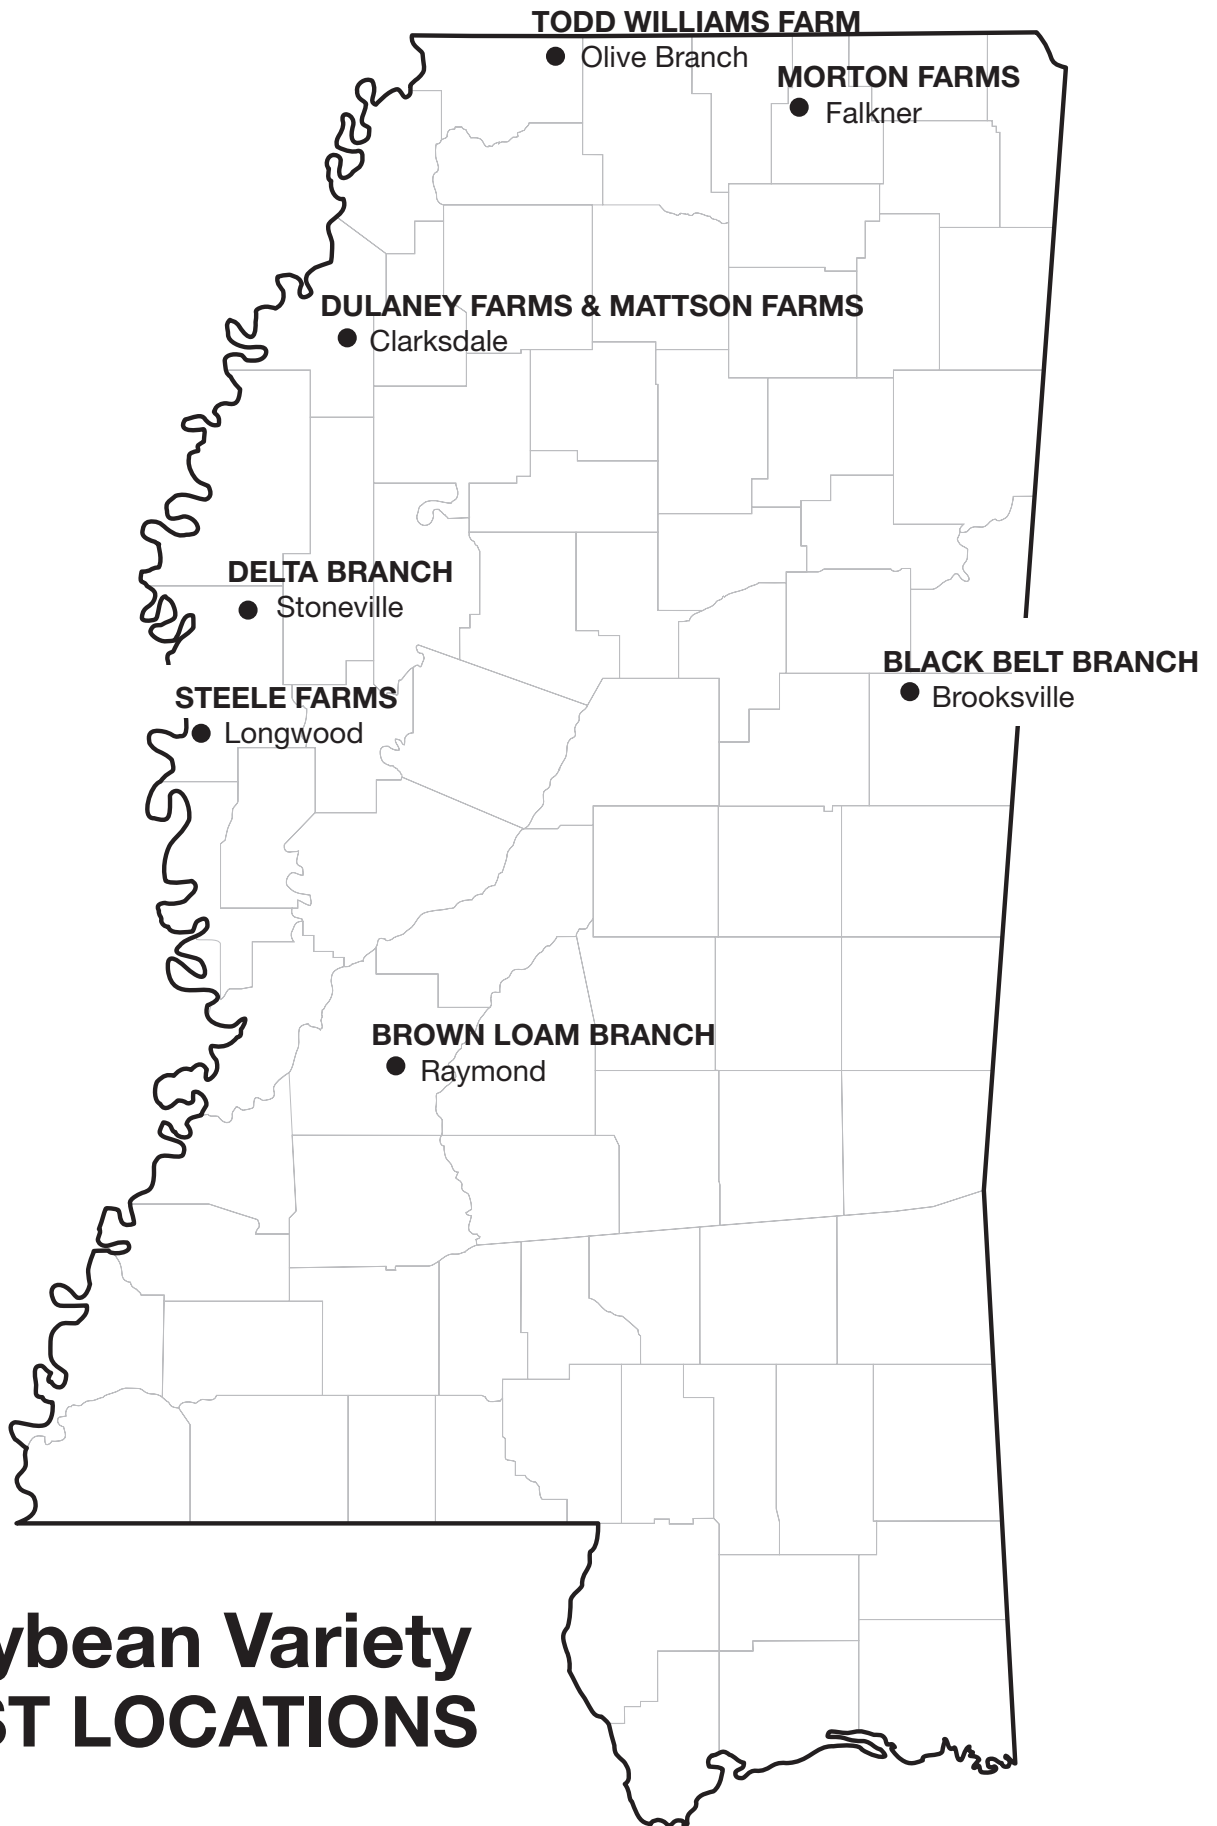 TODD WILLIAMS FARM
Olive Branch
MORTON FARMS
Falkner
DULANEY FARMS & MATTSON FARMS
Clarksdale
DELTA BRANCH
Stoneville
BLACK BELT BRANCH
Brooksville
STEELE FARMS
Longwood
BROWN LOAM BRANCH
Raymond
ybean Variety
ST LOCATIONS